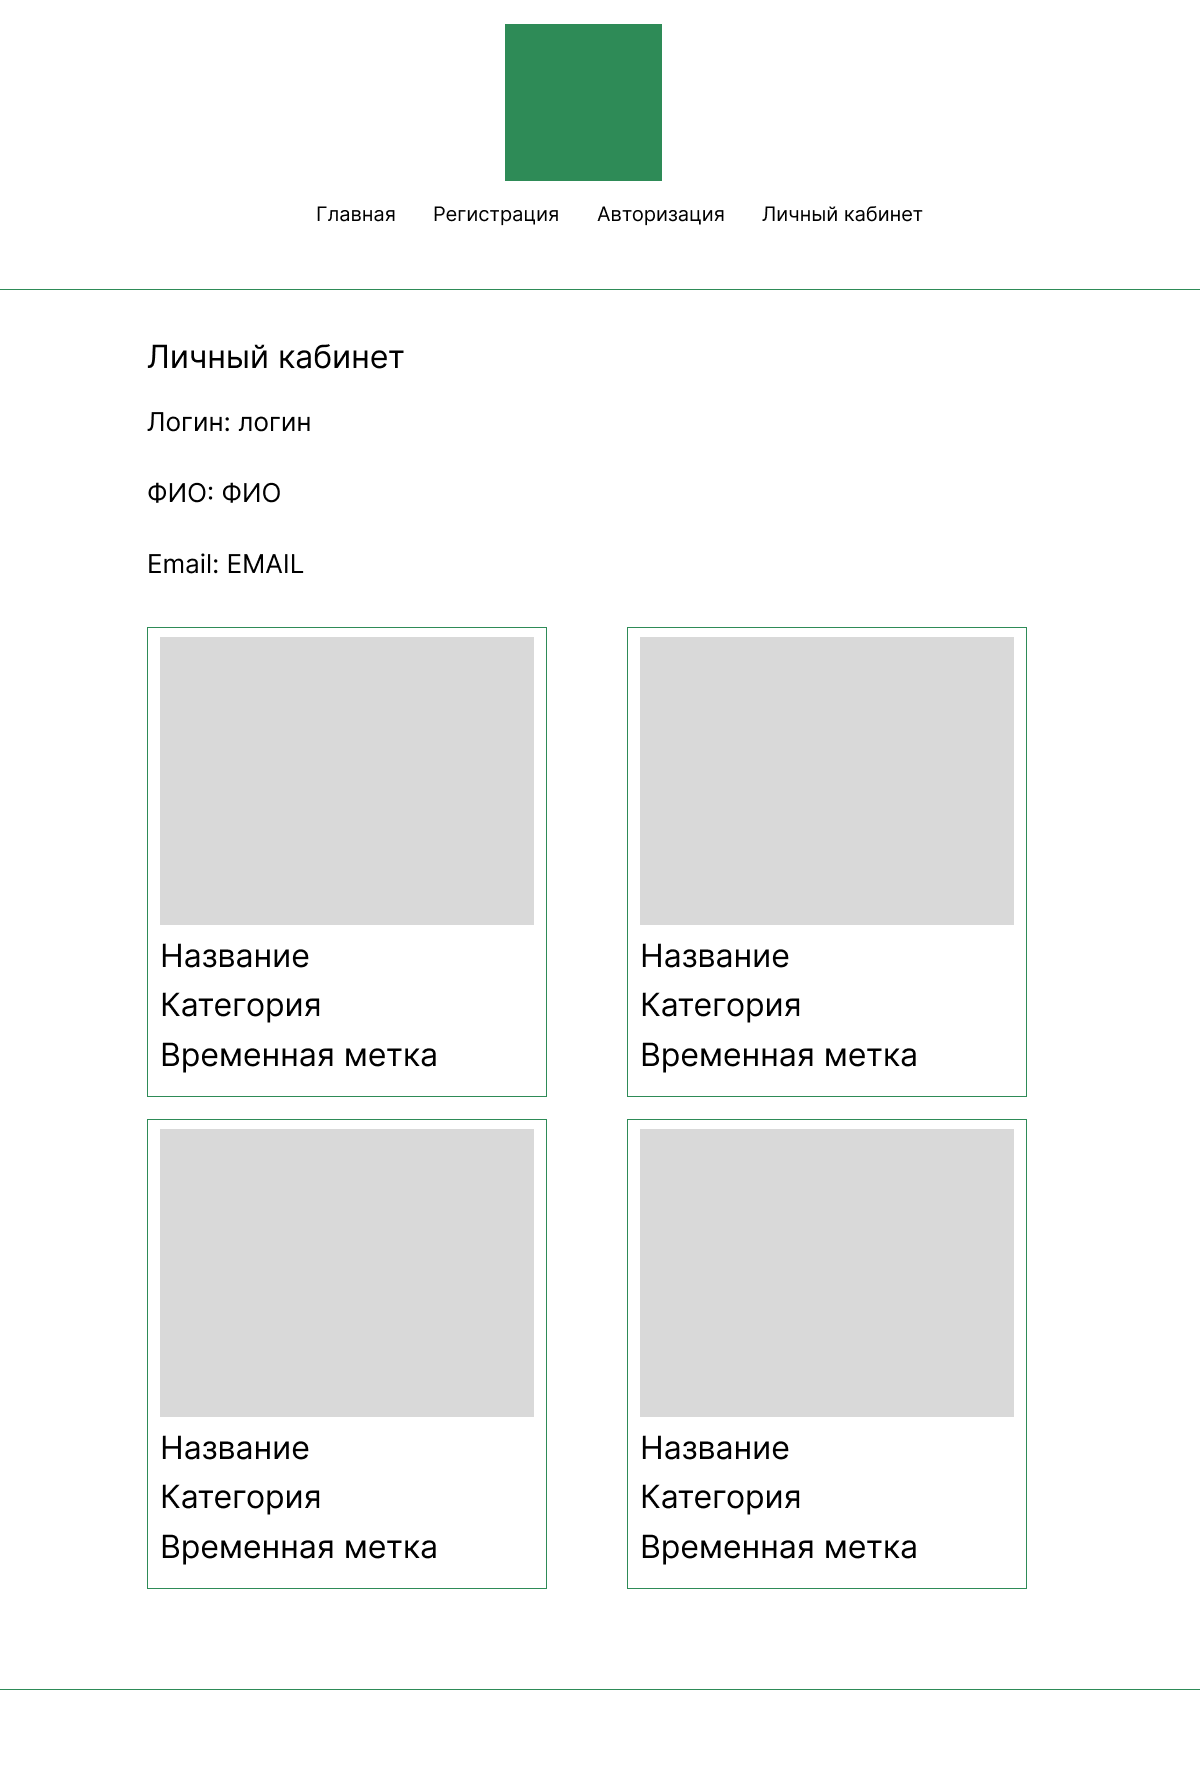 Главная Регистрация Авторизация Личный кабинет
Личный кабинет
Логин: логин
ФИО: ФИО
Email: EMAIL
Название
Категория
Временная метка
Название
Категория
Временная метка
Название
Категория
Временная метка
Название
Категория
Временная метка